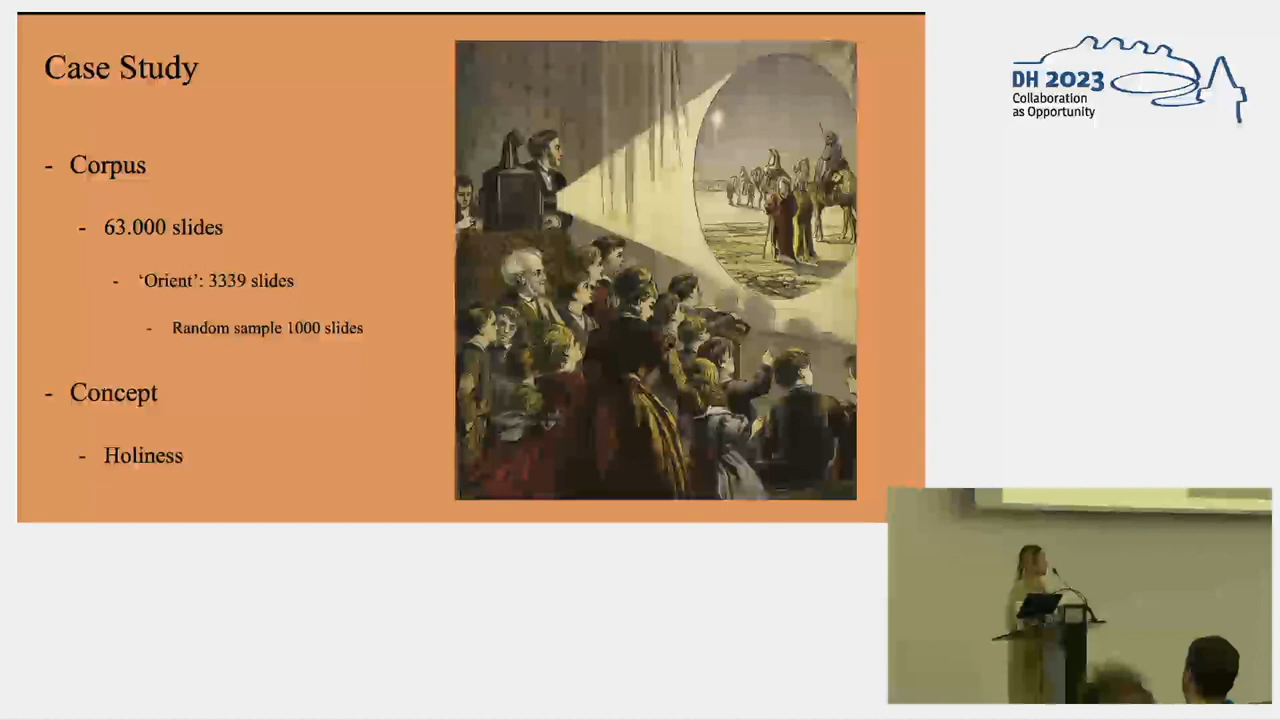 Case Study
- Corpus
- 63.000 slides
- ‘Orient’: 3339 slides
- Random sample 1000 slides
- Concept
- Holiness
DH 2023
Collaboration
as Opportunity